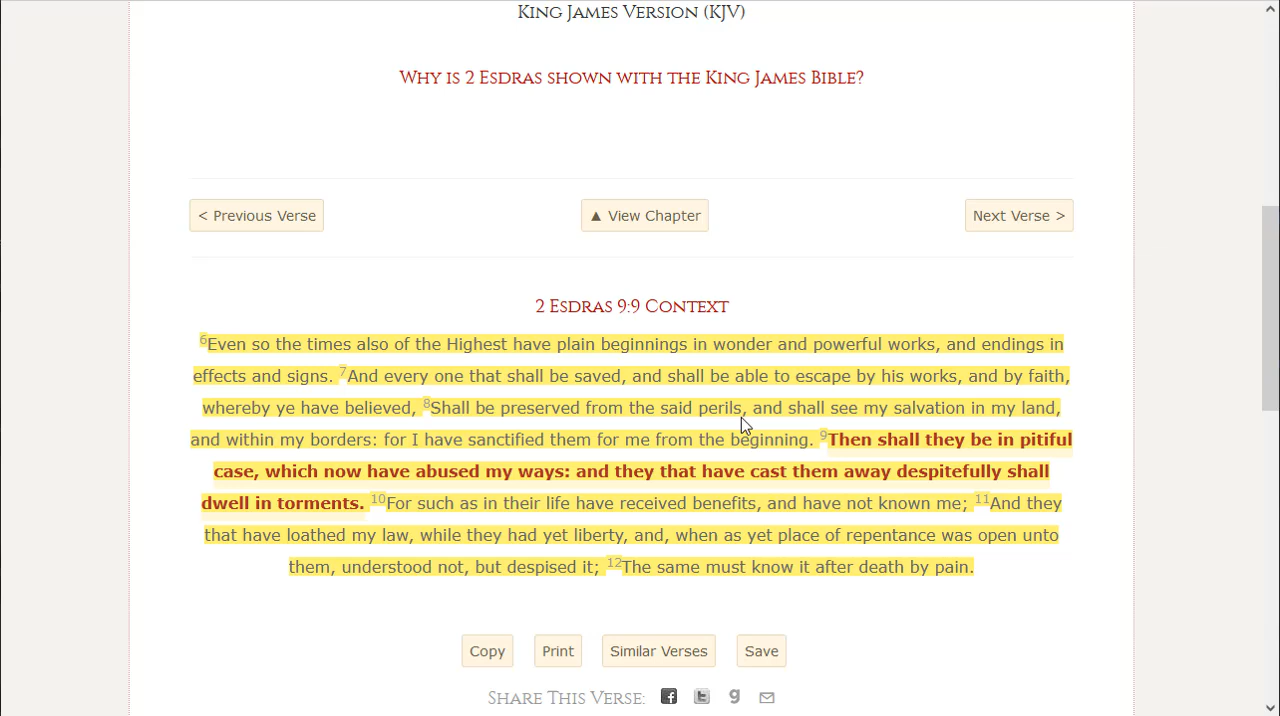 King James Version (KJV)
Why is 2 Esdras shown with the King James Bible?
< Previous Verse
▲ View Chapter
Next Verse >
2 Esdras 9:9 Context
6Even so the times also of the Highest have plain beginnings in wonder and powerful works, and endings in
effects and signs. 7And every one that shall be saved, and shall be able to escape by his works, and by faith,
whereby ye have believed, 8Shall be preserved from the said perils, and shall see my salvation in my land,
and within my borders: for I have sanctified them for me from the beginning. 9Then shall they be in pitiful
case, which now have abused my ways: and they that have cast them away despitefully shall
dwell in torments. 10For such as in their life have received benefits, and have not known me; 11And they
that have loathed my law, while they had yet liberty, and, when as yet place of repentance was open unto
them, understood not, but despised it; 12The same must know it after death by pain.
Copy
Print
Similar Verses
Save
Share This Verse: